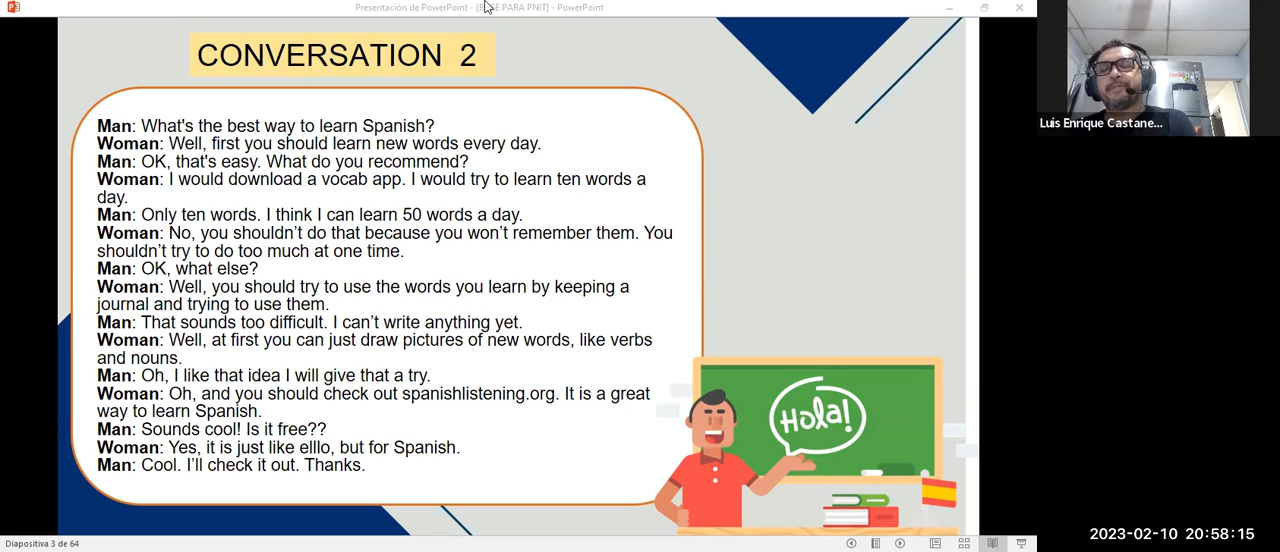 Presentación de PowerPoint - [BASE PARA PNIT] - PowerPoint
CONVERSATION 2
Man: What's the best way to learn Spanish?
Woman: Well, first you should learn new words every day.
Man: OK, that's easy. What do you recommend?
Woman: I would download a vocab app. I would try to learn ten words a
day.
Man: Only ten words. I think I can learn 50 words a day.
Woman: No, you shouldn’t do that because you won’t remember them. You
shouldn’t try to do too much at one time.
Man: OK, what else?
Woman: Well, you should try to use the words you learn by keeping a
journal and trying to use them.
Man: That sounds too difficult. I can’t write anything yet.
Woman: Well, at first you can just draw pictures of new words, like verbs
and nouns.
Man: Oh, I like that idea I will give that a try.
Woman: Oh, and you should check out spanishlistening.org. It is a great
way to learn Spanish.
Man: Sounds cool! Is it free??
Woman: Yes, it is just like elllo, but for Spanish.
Man: Cool. I’ll check it out. Thanks.
Hola!
Luis Enrique Castane...
Diapositiva 3 de 64
2023-02-10 20:58:15